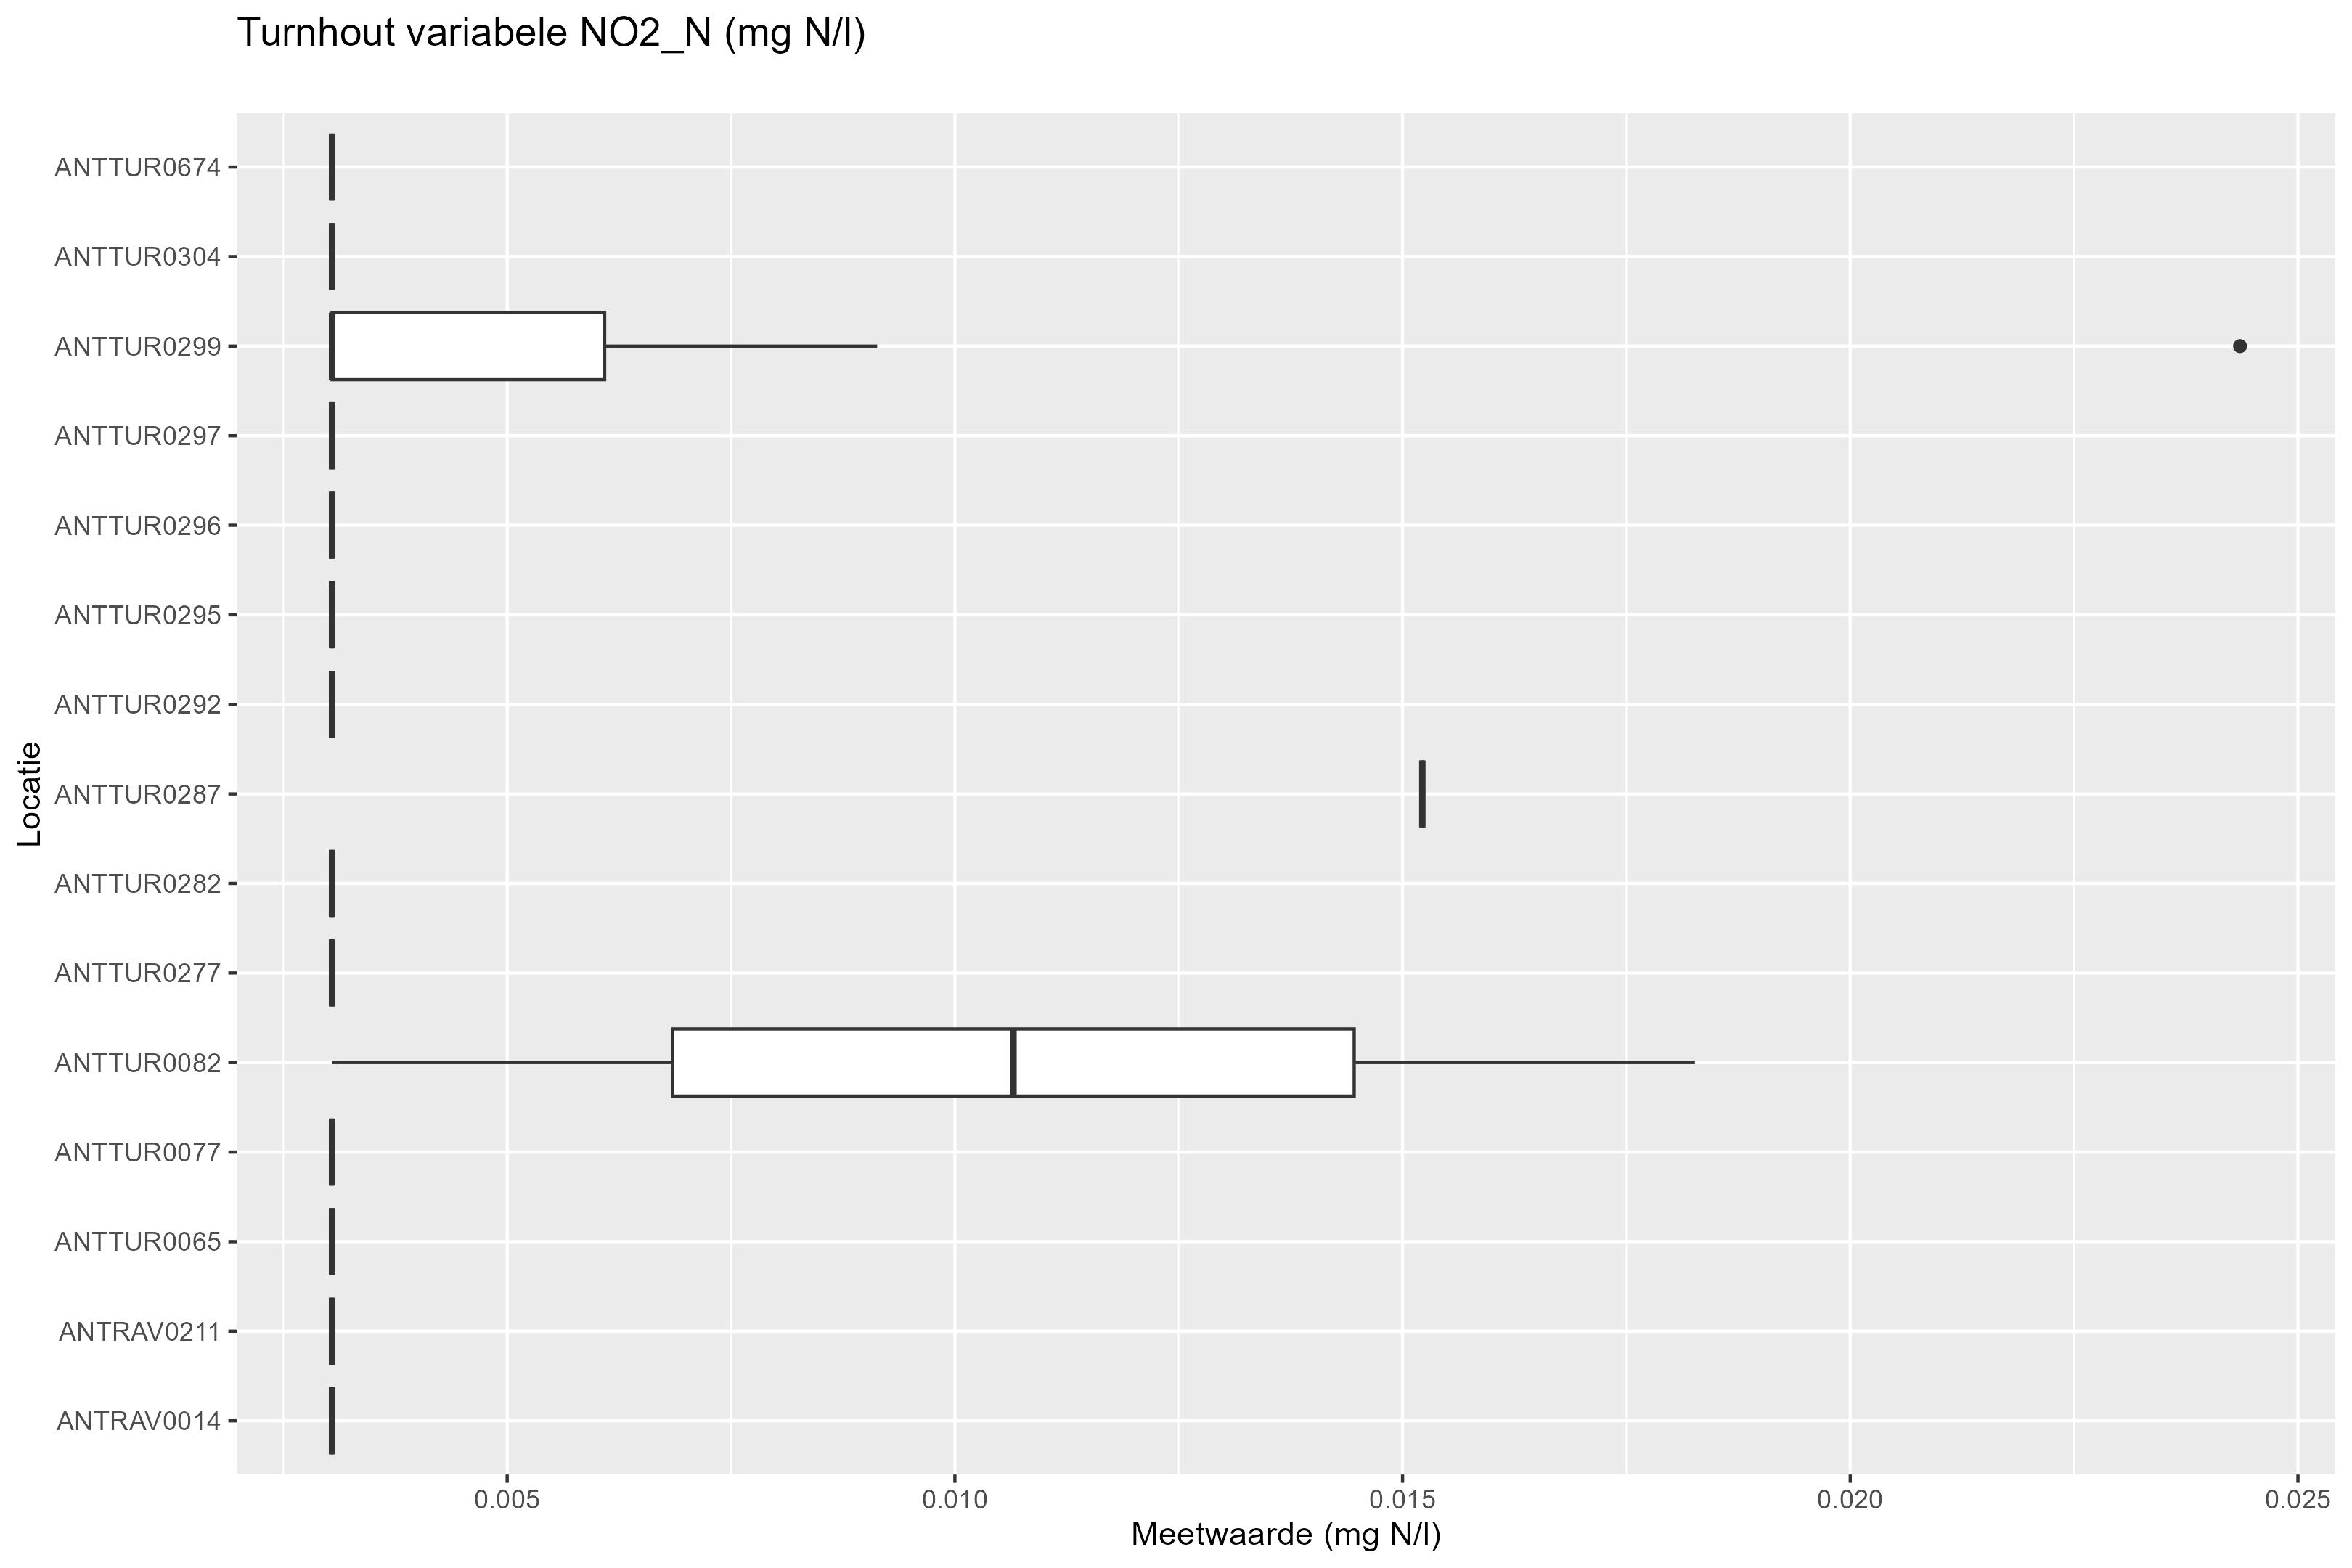 Turnhout variabele NO2_N (mg N/l)
ANTTUR0674
ANTTUR0304
ANTTUR0299
ANTTUR0297
ANTTUR0296
ANTTUR0295
ANTTUR0292
ANTTUR0287
ANTTUR0282
ANTTUR0277
ANTTUR0082
ANTTUR0077
ANTTUR0065
ANTRAV0211
ANTRAV0014
Locatie
0.005 0.010 0.015 0.020 0.025
Meetwaarde (mg N/l)